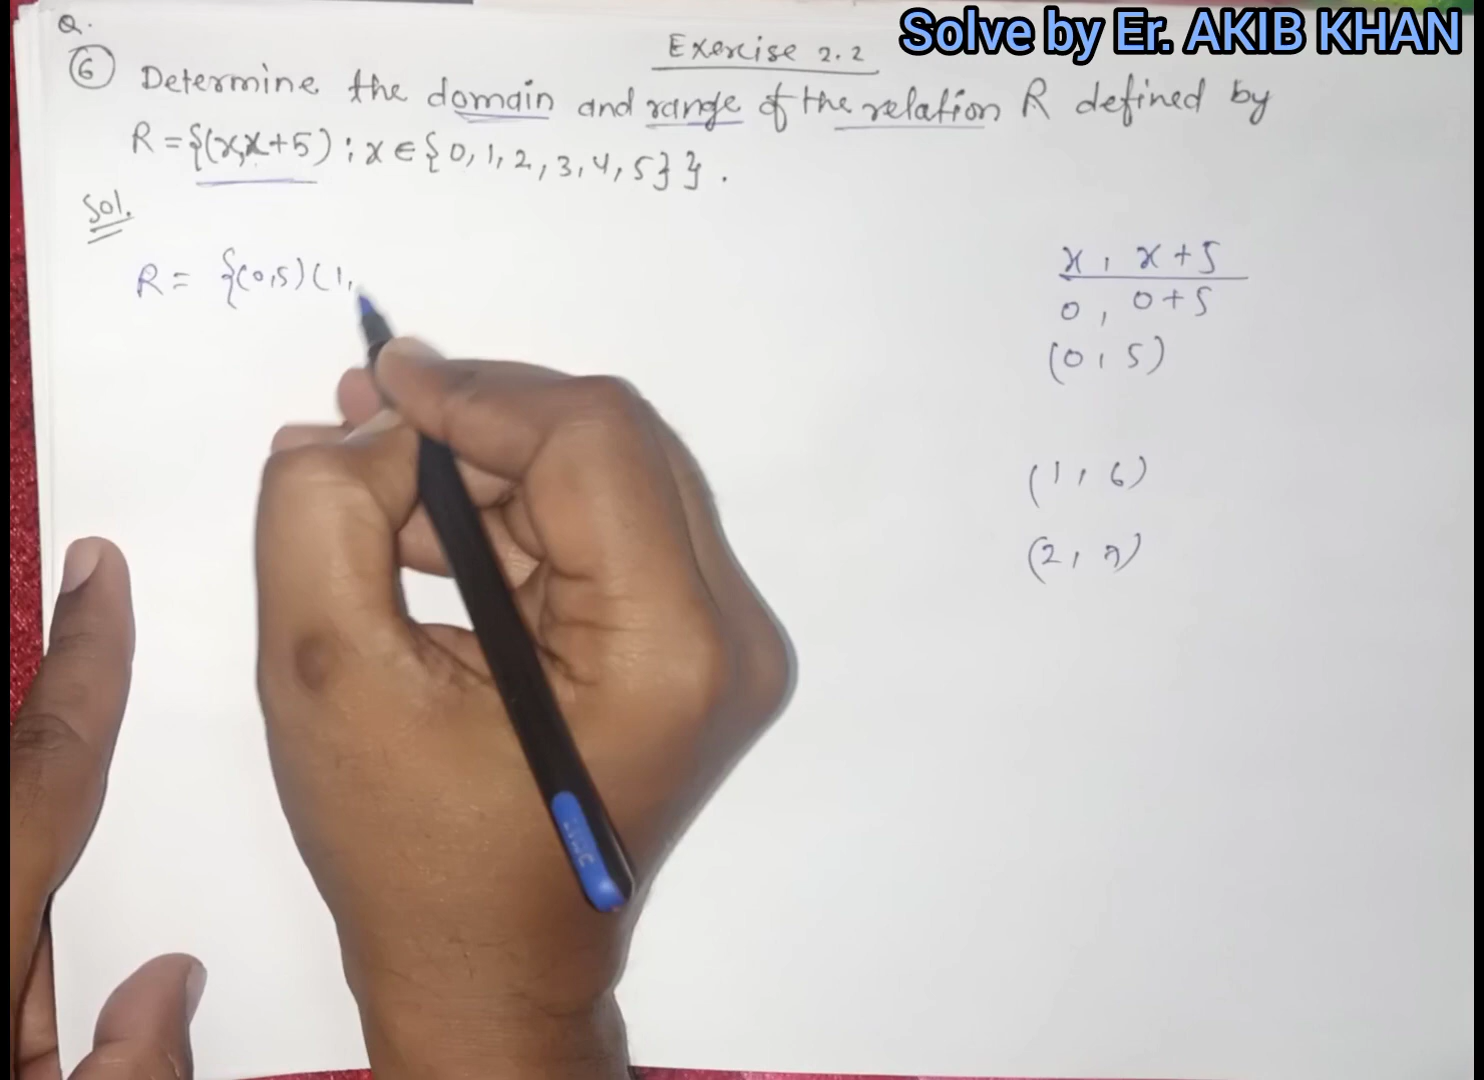 Solve by Er. AKIB KHAN
Q.
Exercise 2.2
6 Determine the domain and range of the relation R defined by
R = {(x,x+5) : x ∈ {0, 1, 2, 3, 4, 5} } .
Sol.
R = {(0,5) (1,
x, x+5
0, 0+5
(0, 5)
(1, 6)
(2, 7)